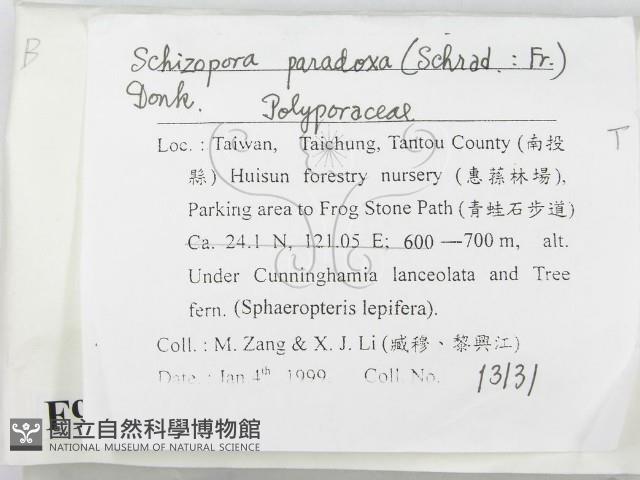 B
Schizopora paradoxa (Schrad. : Fr.)
Donk. Polyporaceae
T
Loc. : Taiwan, Taichung, Tantou County (南投
縣) Huisun forestry nursery (惠蓀林場),
Parking area to Frog Stone Path (青蛙石步道)
Ca. 24.1 N, 121.05 E; 600—700 m, alt.
Under Cunninghamia lanceolata and Tree
fern. (Sphaeropteris lepifera).
Coll. : M. Zang & X. J. Li (臧穆、黎興江)
Date : Jan 4th 1999. Coll. No. 13131
國立自然科學博物館
NATIONAL MUSEUM OF NATURAL SCIENCE